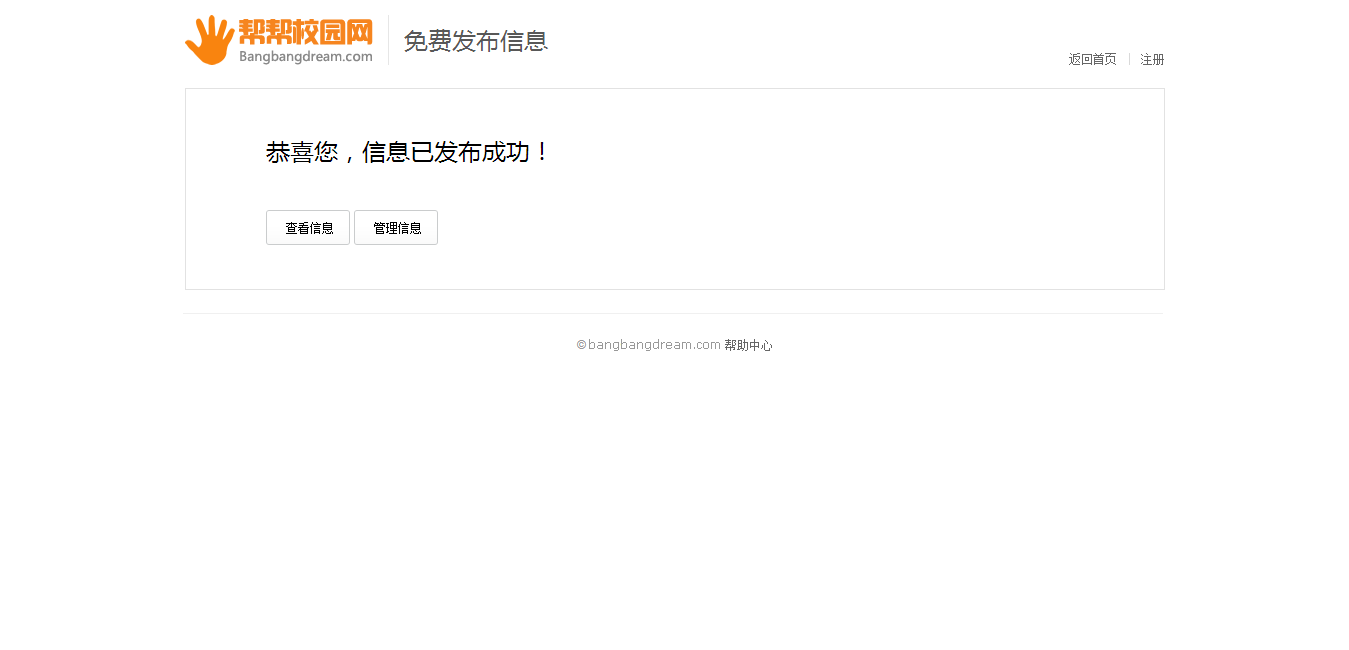 帮帮校园网
Bangbangdream.com
免费发布信息
返回首页
注册
恭喜您，信息已发布成功！
查看信息
管理信息
©bangbangdream.com 帮助中心